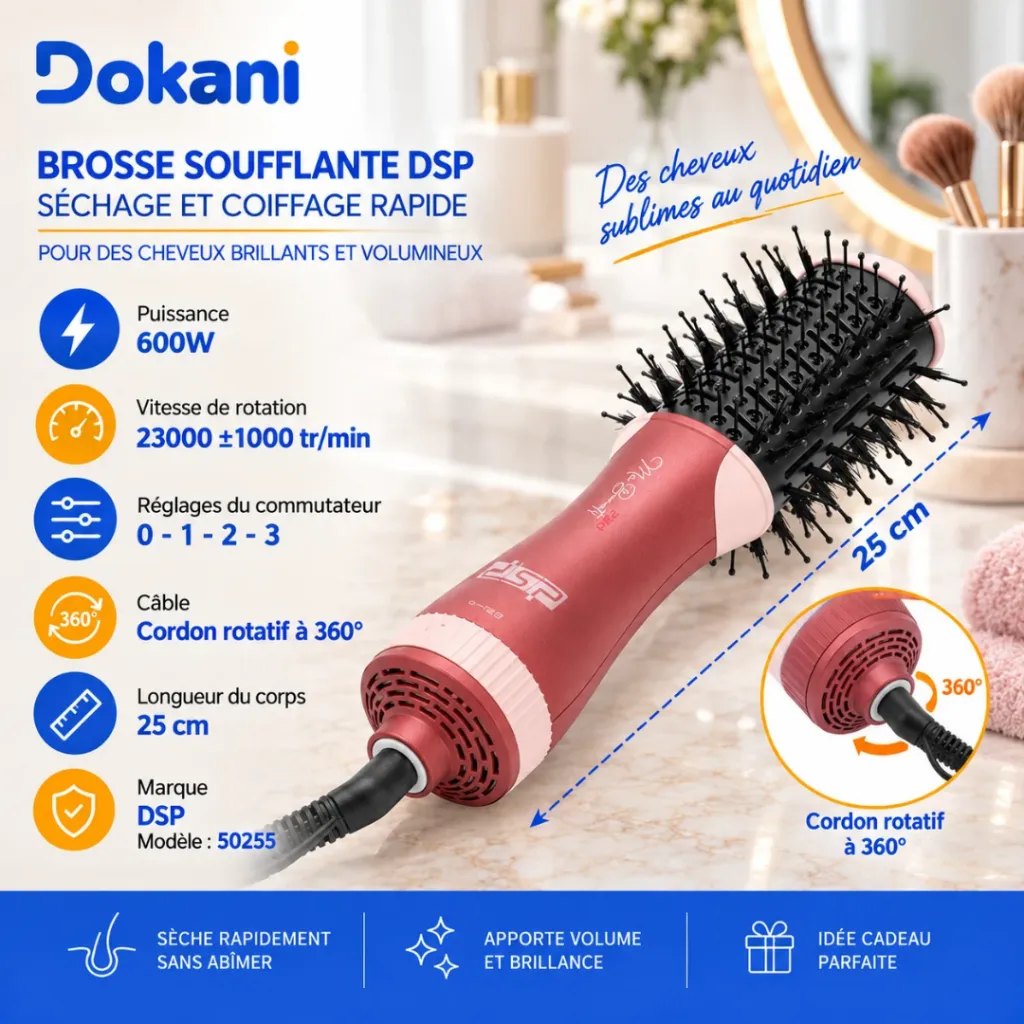 Dokani
BROSSE SOUFFLANTE DSP
SÉCHAGE ET COIFFAGE RAPIDE
POUR DES CHEVEUX BRILLANTS ET VOLUMINEUX
Des cheveux
sublimes au quotidien
Puissance
600W
Vitesse de rotation
23000 ±1000 tr/min
Réglages du commutateur
0 - 1 - 2 - 3
360°
Câble
Cordon rotatif à 360°
Longueur du corps
25 cm
Marque
DSP
Modèle : 50255
dsp
25 cm
360°
Cordon rotatif
à 360°
SÈCHE RAPIDEMENT
SANS ABÎMER
APPORTE VOLUME
ET BRILLANCE
IDÉE CADEAU
PARFAITE